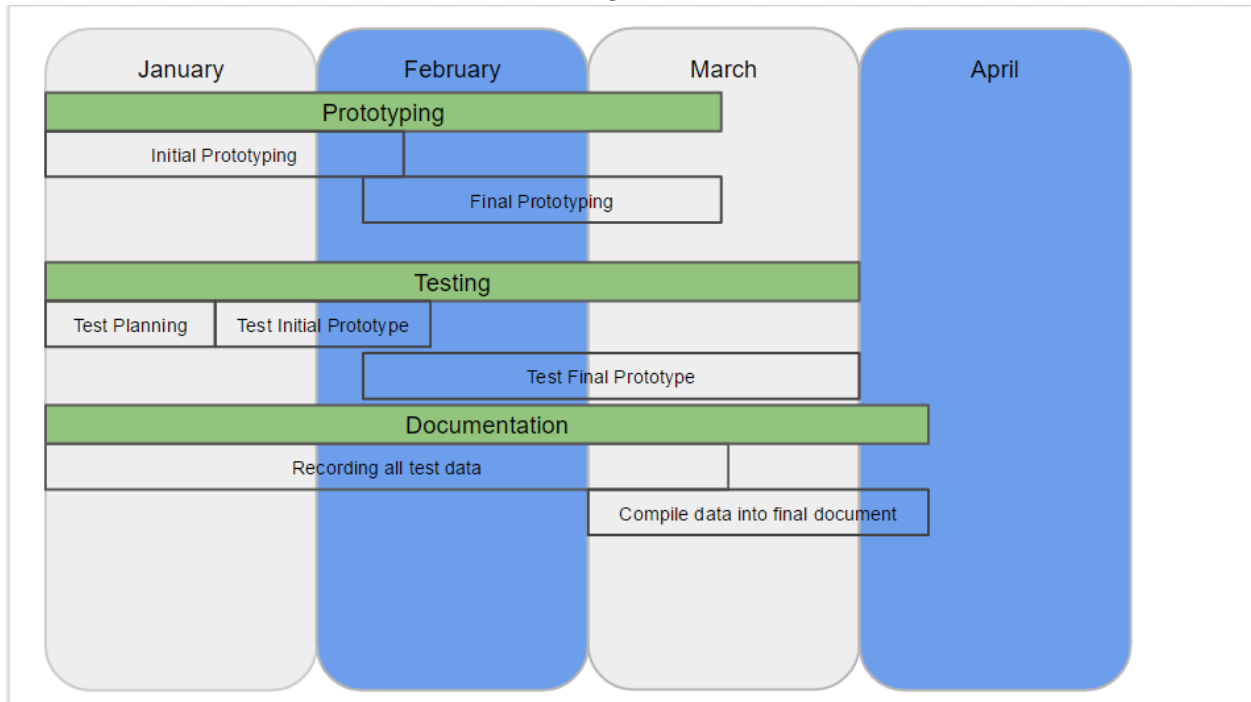 January February March April
Prototyping
Initial Prototyping
Final Prototyping
Testing
Test Planning Test Initial Prototype
Test Final Prototype
Documentation
Recording all test data
Compile data into final document